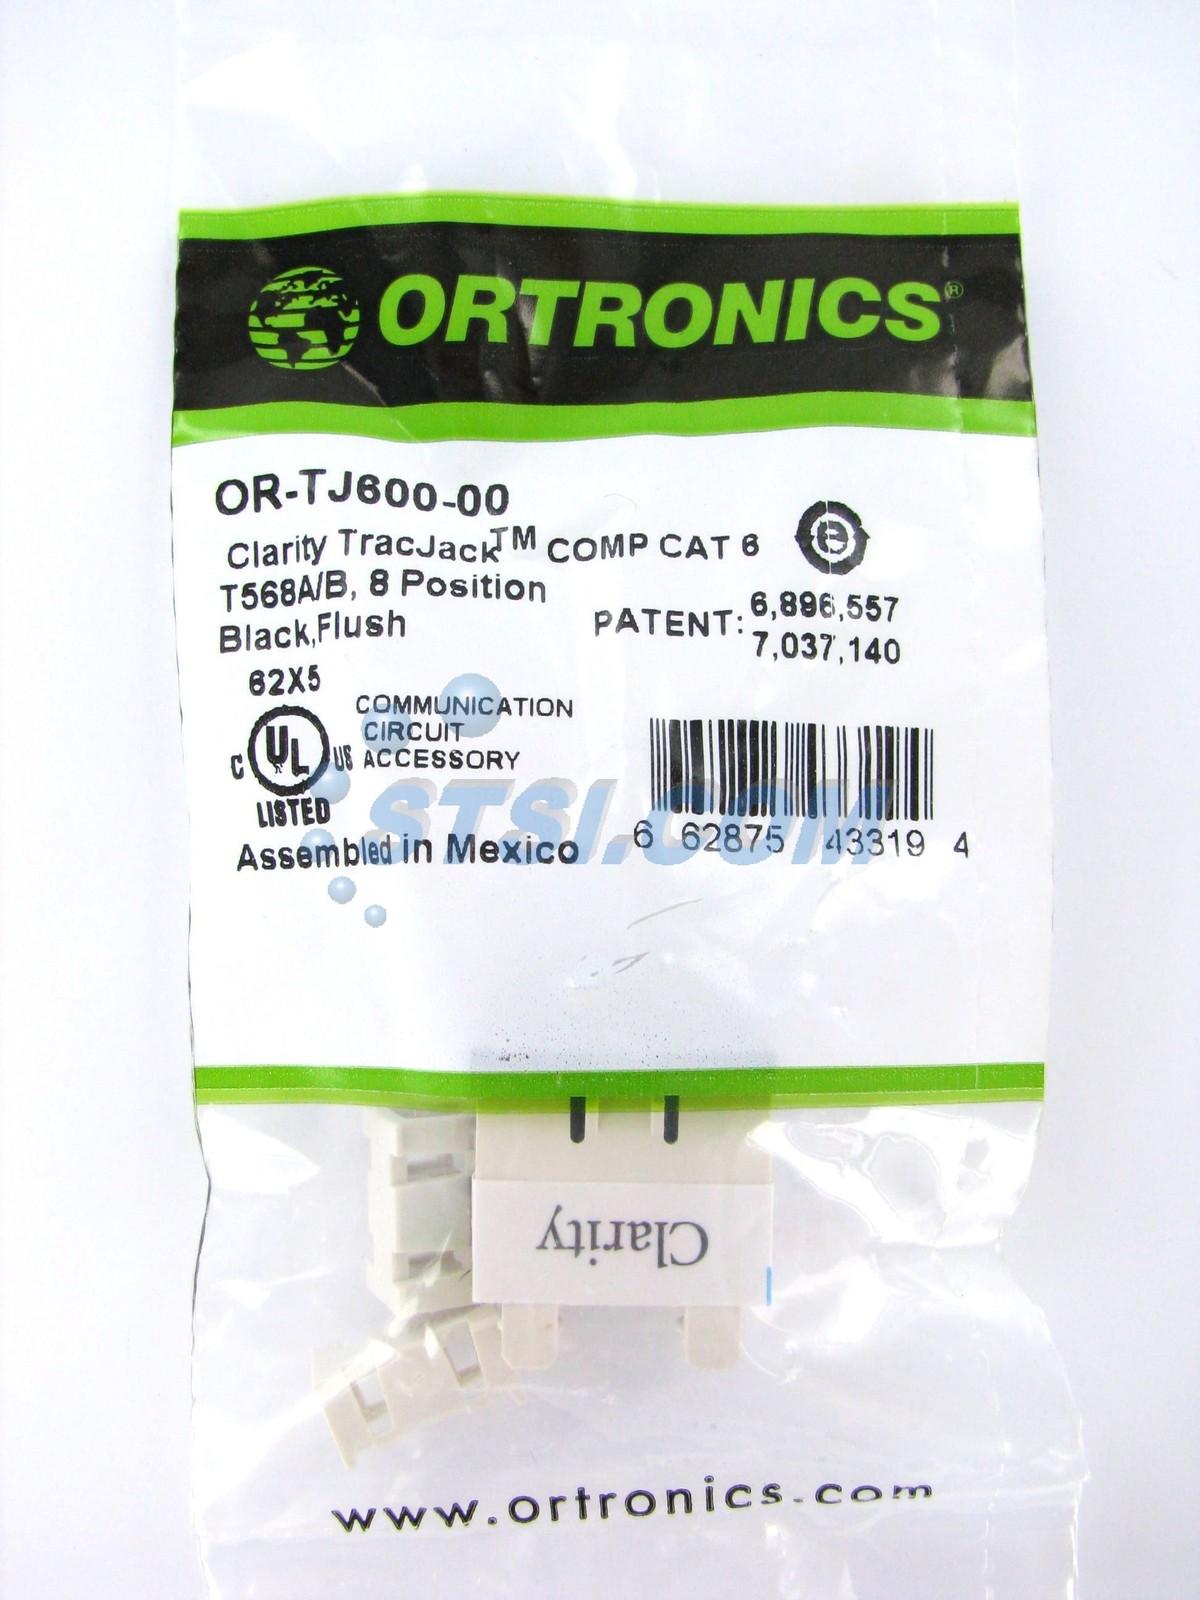 ORTRONICS®
OR-TJ600-00
Clarity TracJack™ COMP CAT 6
T568A/B, 8 Position
Black,Flush
PATENT: 6,896,557
7,037,140
62X5
C UL US
LISTED
COMMUNICATION
CIRCUIT
ACCESSORY
Assembled in Mexico
6 62875 43319 4
STSI.COM
Clarity
www.ortronics.com